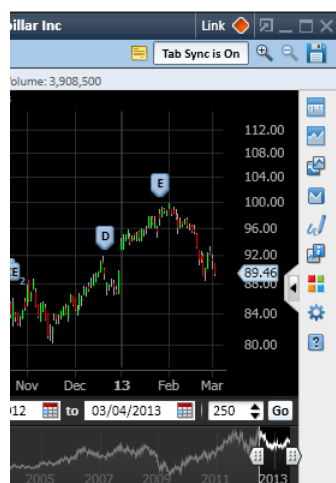 pillar Inc Link
Tab Sync is On
olume: 3,908,500
112.00
108.00
104.00
100.00
E
96.00
D
92.00
E2
89.46
88.00
84.00
80.00
Nov Dec 13 Feb Mar
012 to 03/04/2013 250 Go
2005 2007 2009 2011 2013